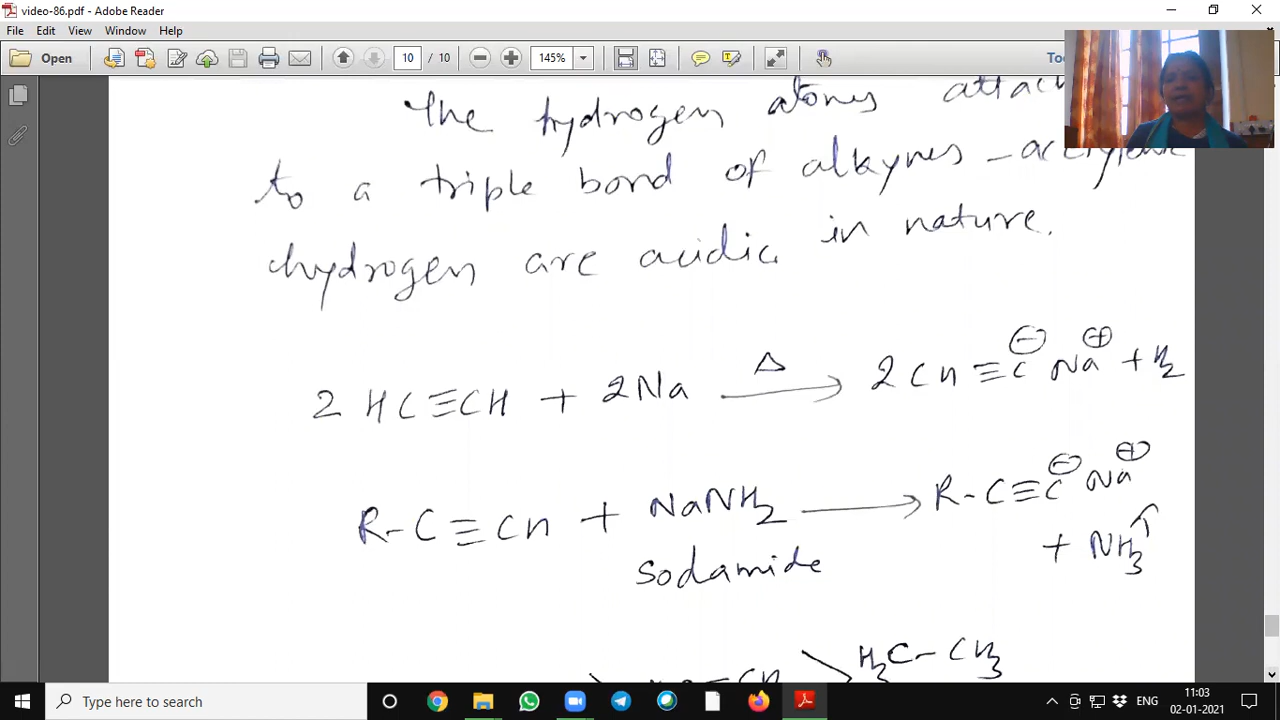 video-86.pdf - Adobe Reader
File Edit View Window Help
Open 10 / 10 145%
The hydrogen atoms
to a triple bond of alkynes -
hydrogen are acidic in nature.
2 HC≡CH + 2Na →Δ 2 CH≡C⊖ Na⊕ + H2
R-C≡CH + NaNH2 → R-C≡C⊖ Na⊕
Sodamide + NH3↑
H3C-CH3
Type here to search
ENG
11:03
02-01-2021